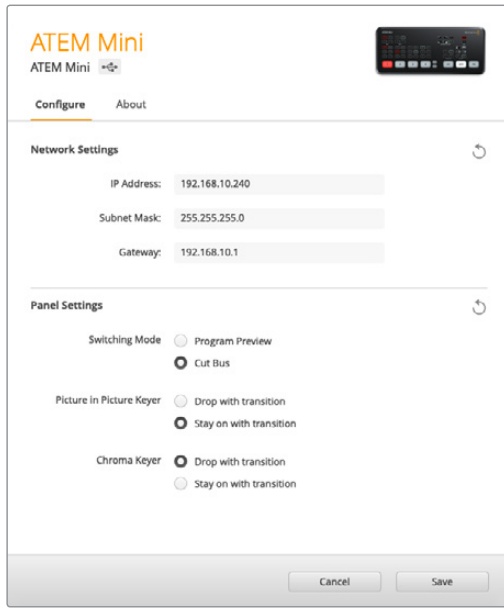 ATEM Mini
ATEM Mini
Configure About
Network Settings
IP Address: 192.168.10.240
Subnet Mask: 255.255.255.0
Gateway: 192.168.10.1
Panel Settings
Switching Mode Program Preview
Cut Bus
Picture in Picture Keyer Drop with transition
Stay on with transition
Chroma Keyer Drop with transition
Stay on with transition
Cancel Save